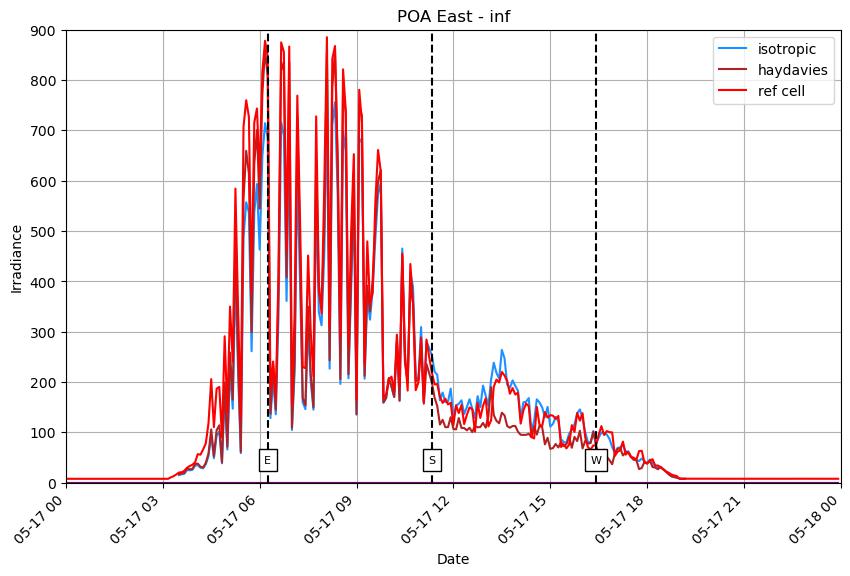 POA East - inf
isotropic
haydavies
ref cell
Irradiance
900
800
700
600
500
400
300
200
100
0
E
S
W
05-17 00
05-17 03
05-17 06
05-17 09
05-17 12
05-17 15
05-17 18
05-17 21
05-18 00
Date